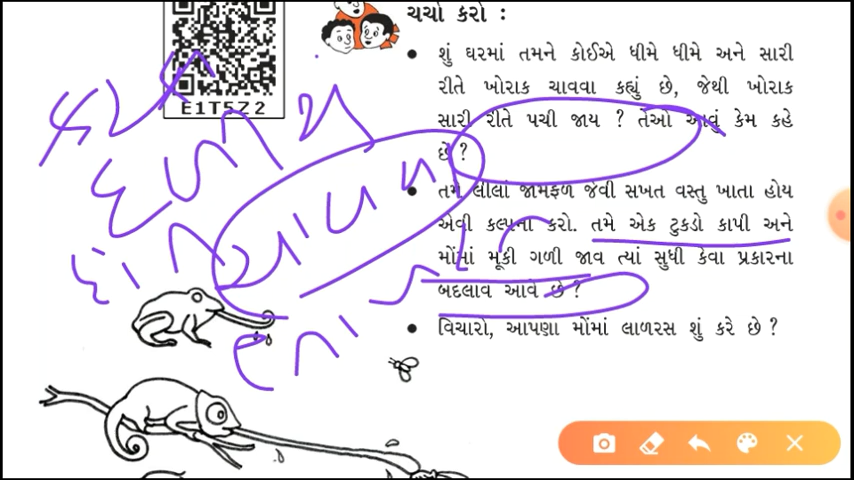 ચર્ચા કરો :
E1T5Z2
• શું ઘરમાં તમને કોઈએ ધીમે ધીમે અને સારી
રીતે ખોરાક ચાવવા કહ્યું છે, જેથી ખોરાક
સારી રીતે પચી જાય ? તેઓ આવું કેમ કહે
છે ?
• તમે લીલાં જામફળ જેવી સખત વસ્તુ ખાતા હોય
એવી કલ્પના કરો. તમે એક ટુકડો કાપી અને
મોંમાં મૂકી ગળી જાવ ત્યાં સુધી કેવા પ્રકારના
બદલાવ આવે છે ?
• વિચારો, આપણા મોંમાં લાળરસ શું કરે છે ?